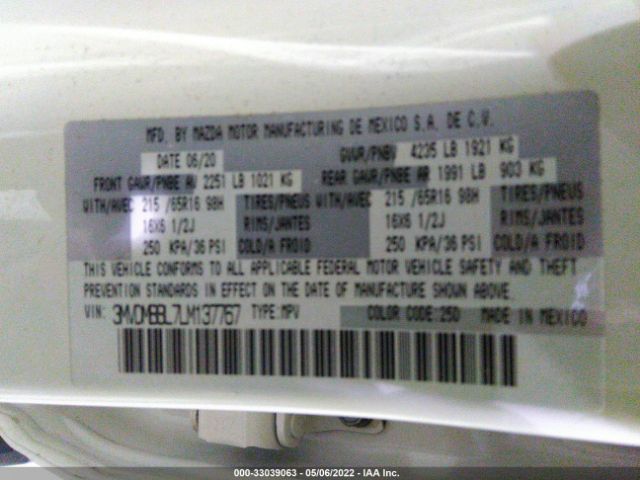 MFD. BY MAZDA MOTOR MANUFACTURING DE MEXICO S.A. DE C.V.
DATE 06/20 GVWR/PNBV 4235 LB 1921 KG
FRONT GAWR/PNBE AV 2251 LB 1021 KG REAR GAWR/PNBE AR 1991 LB 903 KG
WITH/AVEC 215 /65R16 98H TIRES/PNEUS WITH/AVEC 215 /65R16 98H TIRES/PNEUS
16X6 1/2J RIMS/JANTES 16X6 1/2J RIMS/JANTES
250 KPA/36 PSI COLD/A FROID 250 KPA/36 PSI COLD/A FROID
THIS VEHICLE CONFORMS TO ALL APPLICABLE FEDERAL MOTOR VEHICLE SAFETY AND THEFT
PREVENTION STANDARDS IN EFFECT ON THE DATE OF MANUFACTURE SHOWN ABOVE.
VIN: 3MVDMBBL7LM137767 TYPE:MPV COLOR CODE:25D MADE IN MEXICO
000-33039063 - 05/06/2022 - IAA Inc.